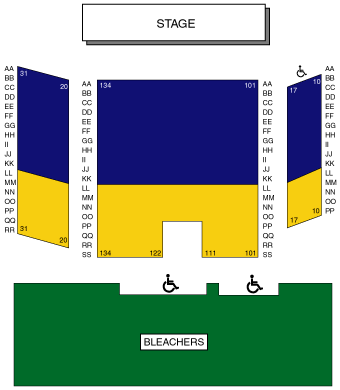 STAGE
AA
BB
CC
DD
EE
FF
GG
HH
II
JJ
KK
LL
MM
NN
OO
PP
QQ
RR
31
20
31
20
AA
BB
CC
DD
EE
FF
GG
HH
II
JJ
KK
LL
MM
NN
OO
PP
QQ
RR
SS
134 101
134 122 111 101
AA
BB
CC
DD
EE
FF
GG
HH
II
JJ
KK
LL
MM
NN
OO
PP
QQ
RR
SS
10
17
10
17
AA
BB
CC
DD
EE
FF
GG
HH
II
JJ
KK
LL
MM
NN
OO
PP
BLEACHERS